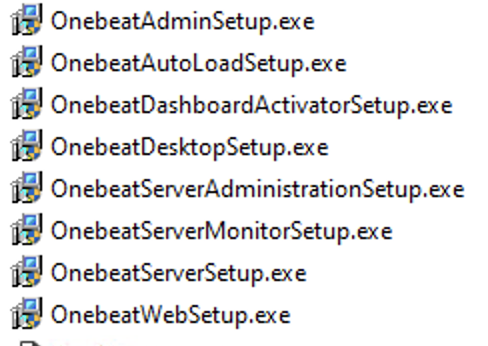 OnebeatAdminSetup.exe
OnebeatAutoLoadSetup.exe
OnebeatDashboardActivatorSetup.exe
OnebeatDesktopSetup.exe
OnebeatServerAdministrationSetup.exe
OnebeatServerMonitorSetup.exe
OnebeatServerSetup.exe
OnebeatWebSetup.exe